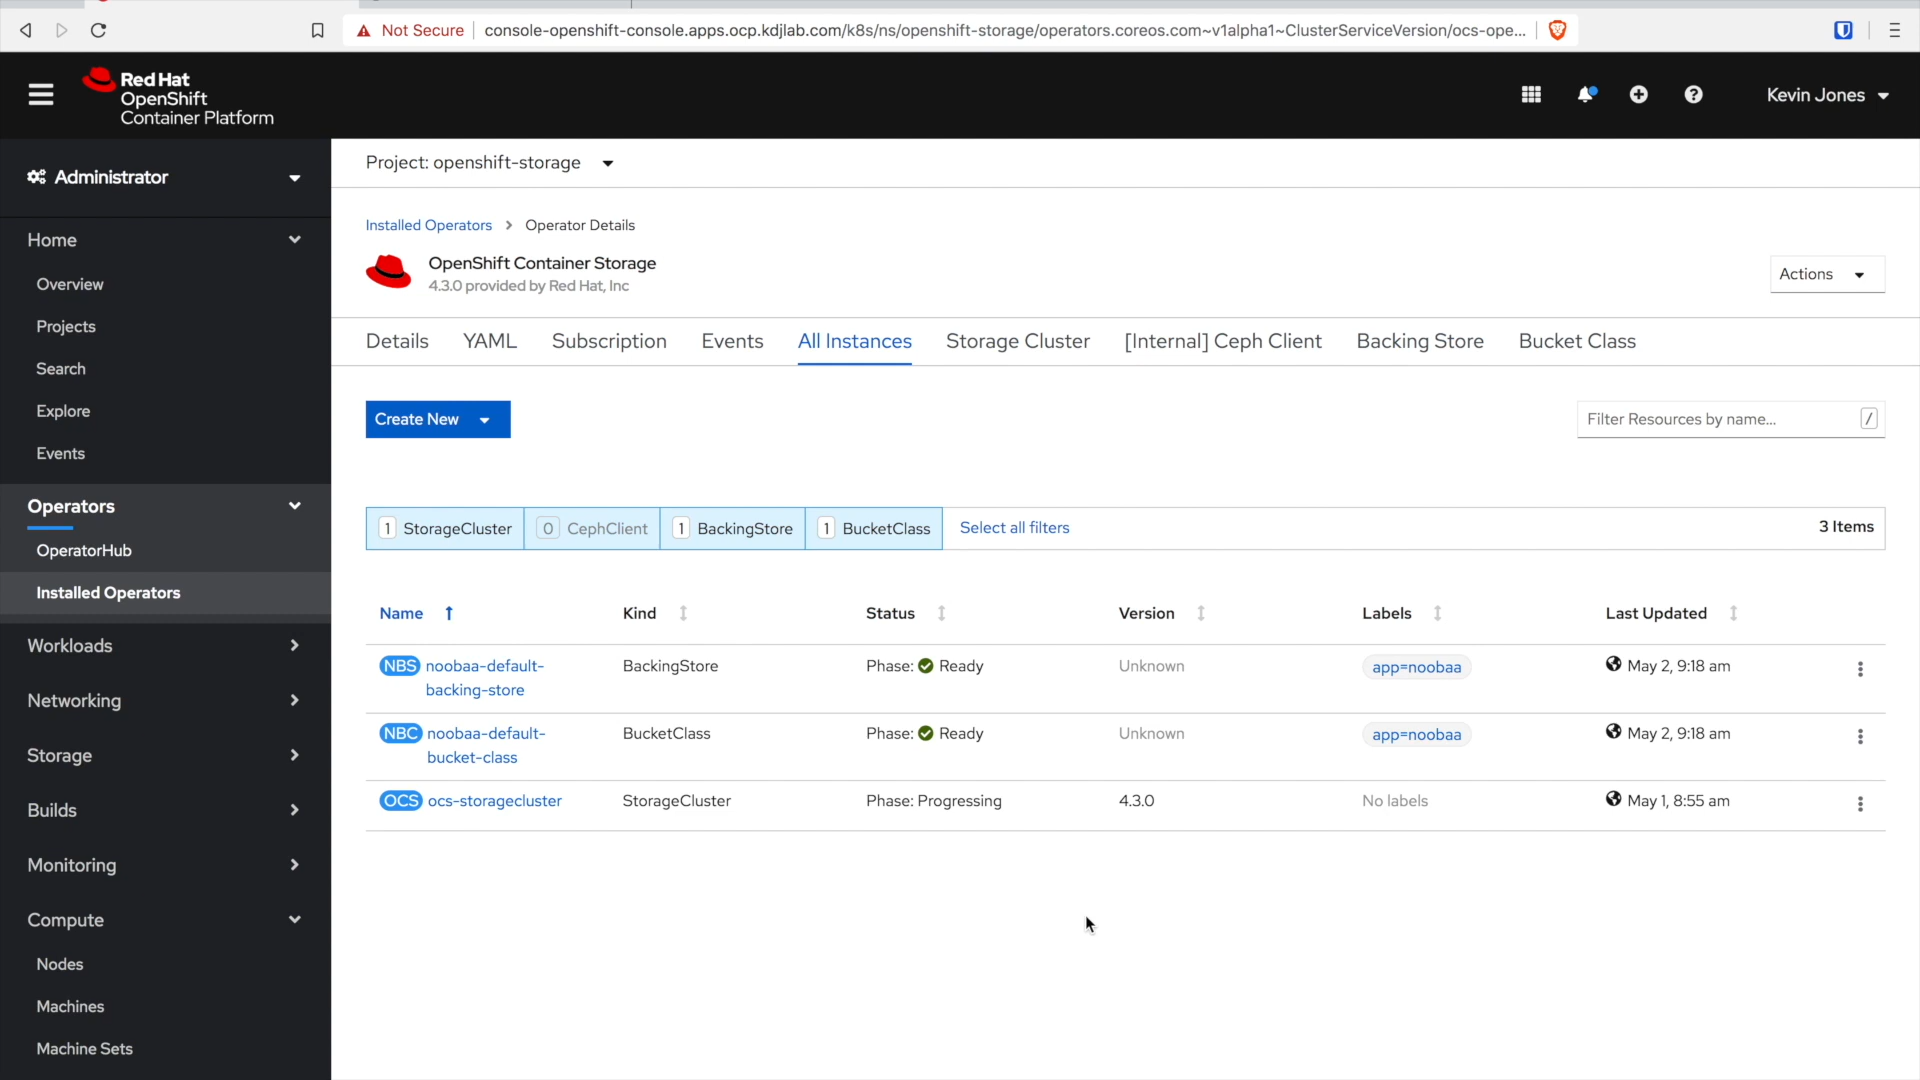 Not Secure
console-openshift-console.apps.ocp.kdjlab.com/k8s/ns/openshift-storage/operators.coreos.com~v1alpha1~ClusterServiceVersion/ocs-ope...
Red Hat
OpenShift
Container Platform
Kevin Jones
Administrator
Home
Overview
Projects
Search
Explore
Events
Operators
OperatorHub
Installed Operators
Workloads
Networking
Storage
Builds
Monitoring
Compute
Nodes
Machines
Machine Sets
Project: openshift-storage
Installed Operators > Operator Details
OpenShift Container Storage
4.3.0 provided by Red Hat, Inc
Actions
Details YAML Subscription Events All Instances Storage Cluster [Internal] Ceph Client Backing Store Bucket Class
Create New
Filter Resources by name... /
1 StorageCluster 0 CephClient 1 BackingStore 1 BucketClass Select all filters 3 Items
Name Kind Status Version Labels Last Updated
NBS noobaa-default-
backing-store
BackingStore Phase: Ready Unknown app=noobaa May 2, 9:18 am
NBC noobaa-default-
bucket-class
BucketClass Phase: Ready Unknown app=noobaa May 2, 9:18 am
OCS ocs-storagecluster StorageCluster Phase: Progressing 4.3.0 No labels May 1, 8:55 am